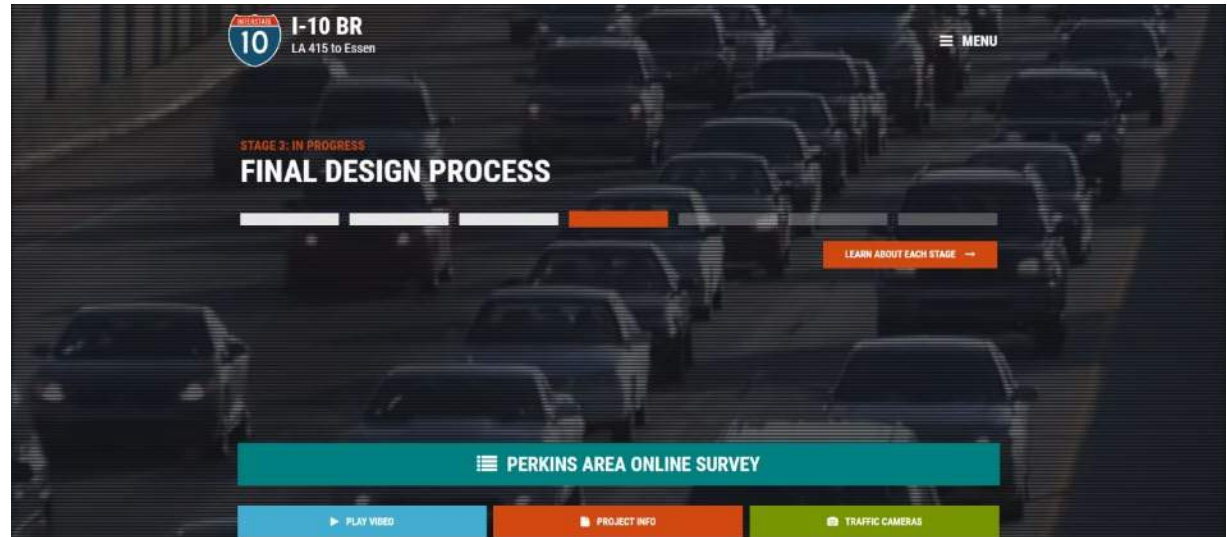 INTERSTATE
10
I-10 BR
LA 415 to Essen
MENU
STAGE 3: IN PROGRESS
FINAL DESIGN PROCESS
LEARN ABOUT EACH STAGE →
PERKINS AREA ONLINE SURVEY
PLAY VIDEO
PROJECT INFO
TRAFFIC CAMERAS